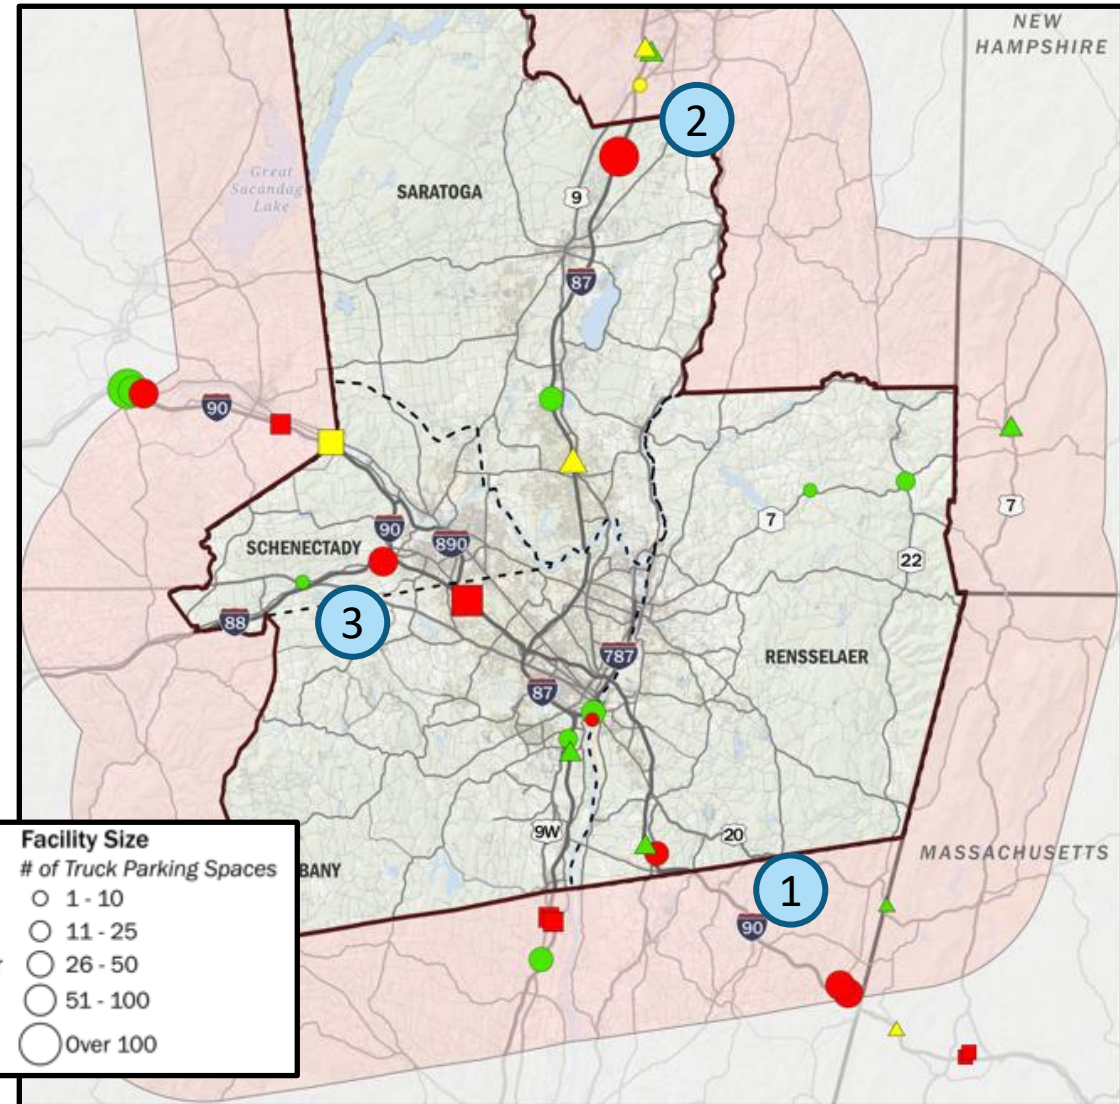 NEW
HAMPSHIRE
2
Great
Sacandag
Lake
SARATOGA
9
87
90
7
7
90
890
SCHENECTADY
22
3
88
787
RENSSELAER
87
9W
20
MASSACHUSETTS
BANY
1
90
Facility Size
# of Truck Parking Spaces
1 - 10
11 - 25
26 - 50
51 - 100
Over 100